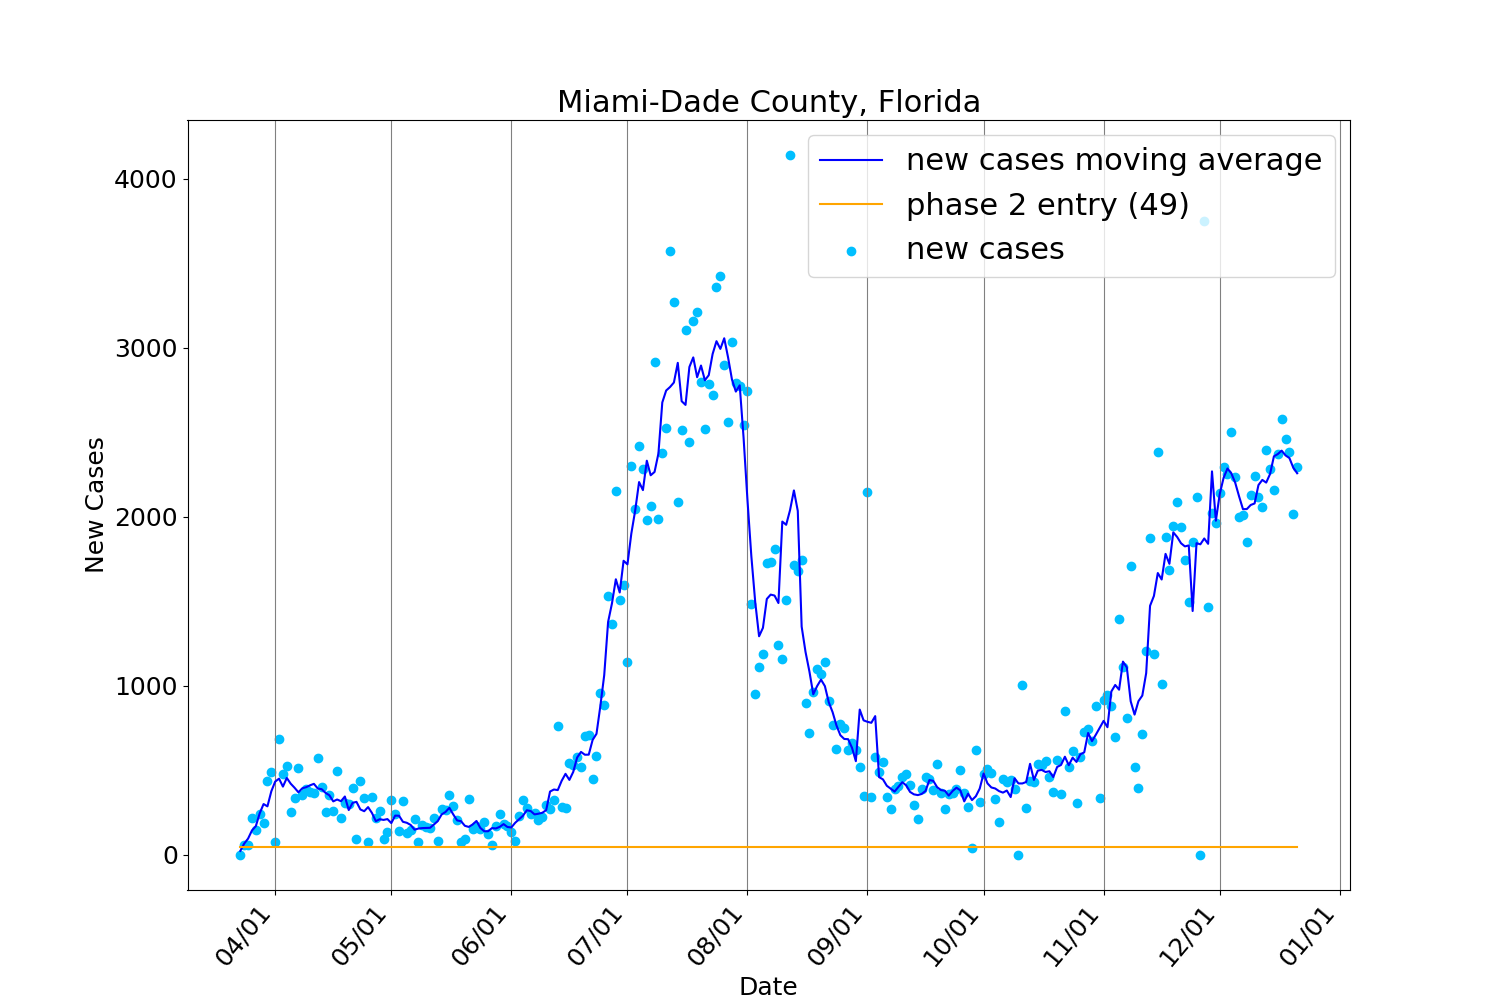 Miami-Dade County, Florida
new cases moving average
phase 2 entry (49)
new cases
4000
3000
2000
1000
0
New Cases
04/01
05/01
06/01
07/01
08/01
09/01
10/01
11/01
12/01
01/01
Date